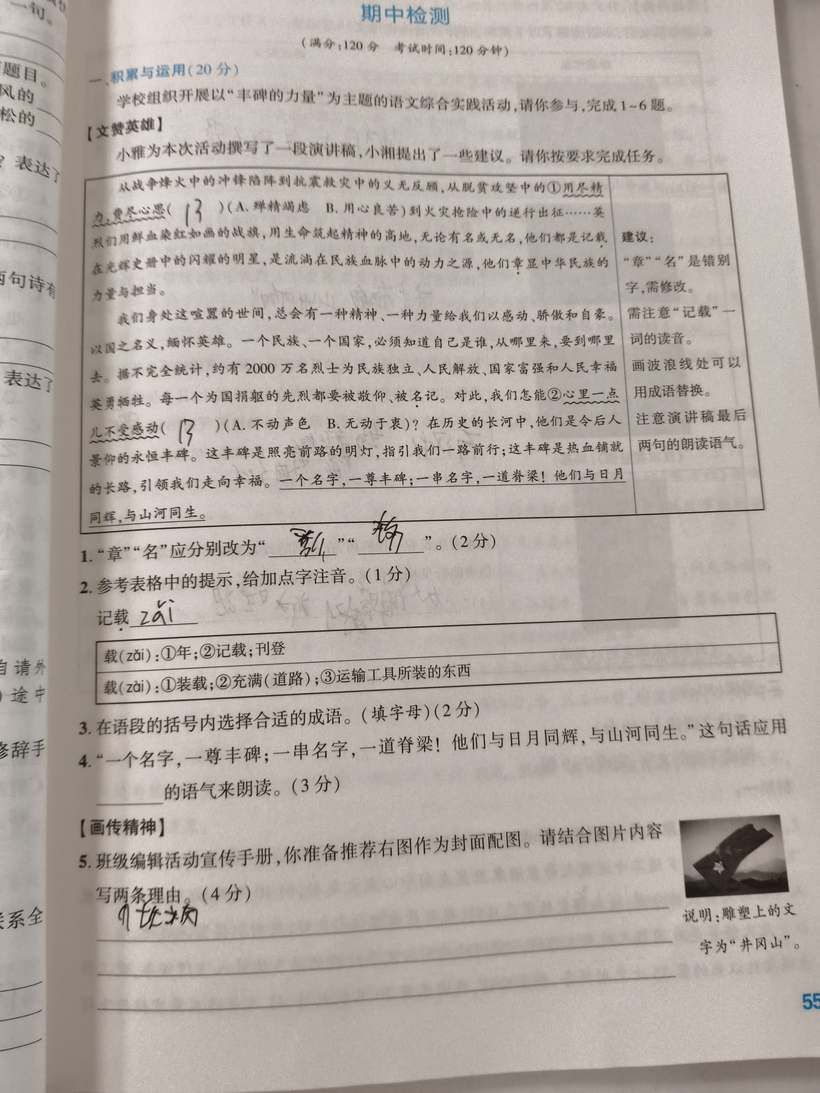 一句。
题目。
风的
松的
？表达了
两句诗有
表达了
自请外
）途中
修辞手
联系全
期中检测
（满分：120分 考试时间：120分钟）
一、积累与运用（20分）
学校组织开展以“丰碑的力量”为主题的语文综合实践活动，请你参与，完成1~6题。
【文赞英雄】
小雅为本次活动撰写了一段演讲稿，小湘提出了一些建议。请你按要求完成任务。
从战争烽火中的冲锋陷阵到抗震救灾中的义无反顾，从脱贫攻坚中的①用尽精
力，费尽心思（ B ）（A. 殚精竭虑 B. 用心良苦）到火灾抢险中的逆行出征……英
烈们用鲜血染红如画的战旗，用生命筑起精神的高地，无论有名或无名，他们都是记载
在光辉史册中的闪耀的明星，是流淌在民族血脉中的动力之源，他们章显中华民族的
力量与担当。
我们身处这喧嚣的世间，总会有一种精神、一种力量给我们以感动、骄傲和自豪。
以国之名义，缅怀英雄。一个民族、一个国家，必须知道自己是谁，从哪里来，要到哪里
去。据不完全统计，约有2000万名烈士为民族独立、人民解放、国家富强和人民幸福
英勇牺牲。每一个为国捐躯的先烈都要被敬仰、被名记。对此，我们怎能②心里一点
儿不受感动（ B ）（A. 不动声色 B. 无动于衷）？在历史的长河中，他们是令后人
景仰的永恒丰碑。这丰碑是照亮前路的明灯，指引我们一路前行；这丰碑是热血铺就
的长路，引领我们走向幸福。一个名字，一尊丰碑；一串名字，一道脊梁！他们与日月
同辉，与山河同生。
建议：
“章”“名”是错别
字，需修改。
需注意“记载”一
词的读音。
画波浪线处可以
用成语替换。
注意演讲稿最后
两句的朗读语气。
1. “章”“名”应分别改为“ ”“ ”。（2分）
2. 参考表格中的提示，给加点字注音。（1分）
记载 zǎi
载（zǎi）：①年；②记载；刊登
载（zài）：①装载；②充满（道路）；③运输工具所装的东西
3. 在语段的括号内选择合适的成语。（填字母）（2分）
4. “一个名字，一尊丰碑；一串名字，一道脊梁！他们与日月同辉，与山河同生。”这句话应用
的语气来朗读。（3分）
【画传精神】
5. 班级编辑活动宣传手册，你准备推荐右图作为封面配图。请结合图片内容
写两条理由。（4分）
说明：雕塑上的文
字为“井冈山”。
55